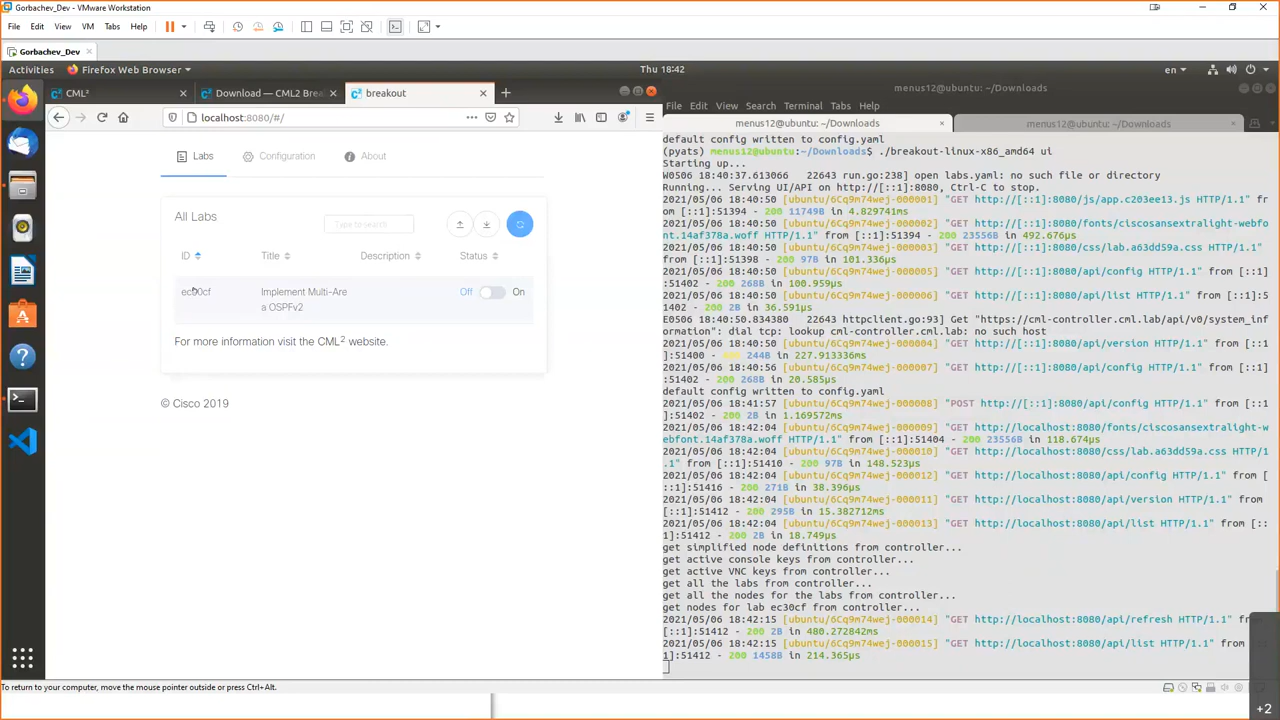 Gorbachev_Dev - VMware Workstation
File Edit View VM Tabs Help
Gorbachev_Dev
Activities Firefox Web Browser Thu 18:42 en
CML² Download — CML2 Brea breakout
localhost:8080/#/
Labs Configuration About
All Labs Type to search
ID Title Description Status
ec30cf Implement Multi-Are Off On
a OSPFv2
For more information visit the CML² website.
© Cisco 2019
menus12@ubuntu: ~/Downloads
File Edit View Search Terminal Tabs Help
menus12@ubuntu: ~/Downloads menus12@ubuntu: ~/Downloads
default config written to config.yaml
(pyats) menus12@ubuntu:~/Downloads$ ./breakout-linux-x86_amd64 ui
Starting up...
W0506 18:40:37.613066 22643 run.go:238] open labs.yaml: no such file or directory
Running... Serving UI/API on http://[::1]:8080, Ctrl-C to stop.
2021/05/06 18:40:50 [ubuntu/6Cq9m74wej-000001] "GET http://[::1]:8080/js/app.c203ee13.js HTTP/1.1" fr
om [::1]:51394 - 200 11749B in 4.829741ms
2021/05/06 18:40:50 [ubuntu/6Cq9m74wej-000002] "GET http://[::1]:8080/fonts/ciscosansextralight-webfo
nt.14af378a.woff HTTP/1.1" from [::1]:51400 - 200 23556B in 492.676µs
2021/05/06 18:40:50 [ubuntu/6Cq9m74wej-000003] "GET http://[::1]:8080/css/lab.a63dd59a.css HTTP/1.1"
from [::1]:51398 - 200 97B in 101.336µs
2021/05/06 18:40:50 [ubuntu/6Cq9m74wej-000005] "GET http://[::1]:8080/api/config HTTP/1.1" from [::1]
:51402 - 200 268B in 100.959µs
2021/05/06 18:40:50 [ubuntu/6Cq9m74wej-000006] "GET http://[::1]:8080/api/list HTTP/1.1" from [::1]:5
1402 - 200 2B in 36.591µs
E0506 18:40:50.834380 22643 httpclient.go:93] Get "https://cml-controller.cml.lab/api/v0/system_inf
ormation": dial tcp: lookup cml-controller.cml.lab: no such host
2021/05/06 18:40:50 [ubuntu/6Cq9m74wej-000004] "GET http://[::1]:8080/api/version HTTP/1.1" from [::1
]:51400 - 244B in 227.913336ms
2021/05/06 18:40:56 [ubuntu/6Cq9m74wej-000007] "GET http://[::1]:8080/api/config HTTP/1.1" from [::1]
:51402 - 200 268B in 20.585µs
default config written to config.yaml
2021/05/06 18:41:57 [ubuntu/6Cq9m74wej-000008] "POST http://[::1]:8080/api/config HTTP/1.1" from [::1
]:51402 - 200 2B in 1.169572ms
2021/05/06 18:42:04 [ubuntu/6Cq9m74wej-000009] "GET http://localhost:8080/fonts/ciscosansextralight-w
ebfont.14af378a.woff HTTP/1.1" from [::1]:51404 - 200 23556B in 118.674µs
2021/05/06 18:42:04 [ubuntu/6Cq9m74wej-000010] "GET http://localhost:8080/css/lab.a63dd59a.css HTTP/1
.1" from [::1]:51410 - 200 97B in 148.523µs
2021/05/06 18:42:04 [ubuntu/6Cq9m74wej-000012] "GET http://localhost:8080/api/config HTTP/1.1" from [
::1]:51416 - 200 271B in 38.396µs
2021/05/06 18:42:04 [ubuntu/6Cq9m74wej-000011] "GET http://localhost:8080/api/version HTTP/1.1" from
[::1]:51412 - 200 295B in 15.382712ms
2021/05/06 18:42:04 [ubuntu/6Cq9m74wej-000013] "GET http://localhost:8080/api/list HTTP/1.1" from [::
1]:51412 - 200 2B in 18.749µs
get simplified node definitions from controller...
get active console keys from controller...
get active VNC keys from controller...
get all the labs from controller...
get all the nodes for the labs from controller...
get nodes for lab ec30cf from controller...
2021/05/06 18:42:15 [ubuntu/6Cq9m74wej-000014] "GET http://localhost:8080/api/refresh HTTP/1.1" from
[::1]:51412 - 200 2B in 480.272842ms
2021/05/06 18:42:15 [ubuntu/6Cq9m74wej-000015] "GET http://localhost:8080/api/list HTTP/1.1" from [::
1]:51412 - 200 1458B in 214.365µs
To return to your computer, move the mouse pointer outside or press Ctrl+Alt.
+2